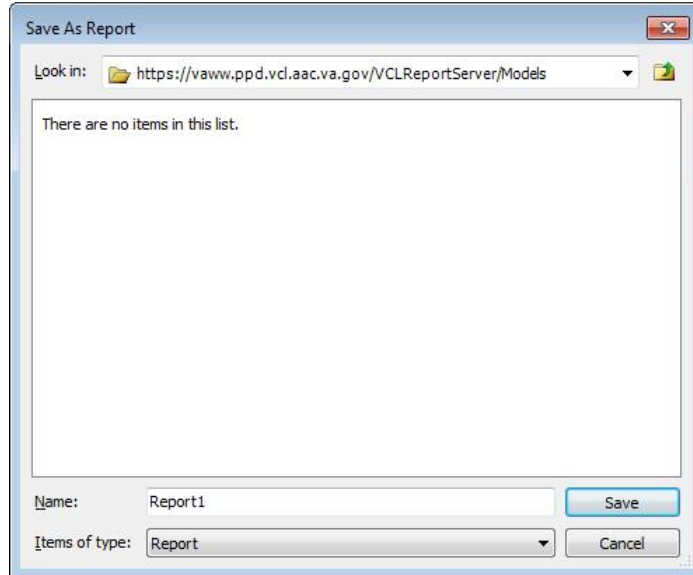 Save As Report
Look in: https://vaww.ppd.vcl.aac.va.gov/VCLReportServer/Models
There are no items in this list.
Name: Report1 Save
Items of type: Report Cancel